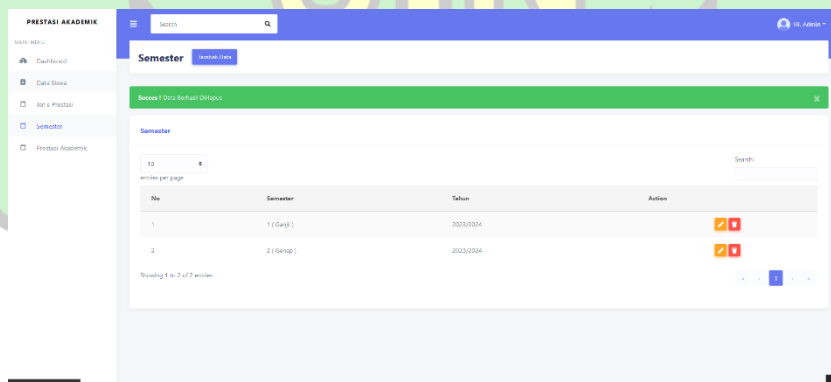 PRESTASI AKADEMIK
Search
Hi, Admin
MAIN MENU
Dashboard
Semester
Tambah Data
Data Siswa
Jenis Prestasi
Succes ! Data Berhasil DiHapus
X
Semester
Semester
Prestasi Akademik
10
entries per page
Search:
No Semester Tahun Action
1 1 ( Ganjil ) 2023/2024
2 2 ( Genap ) 2023/2024
Showing 1 to 2 of 2 entries
« ‹ 1 › »